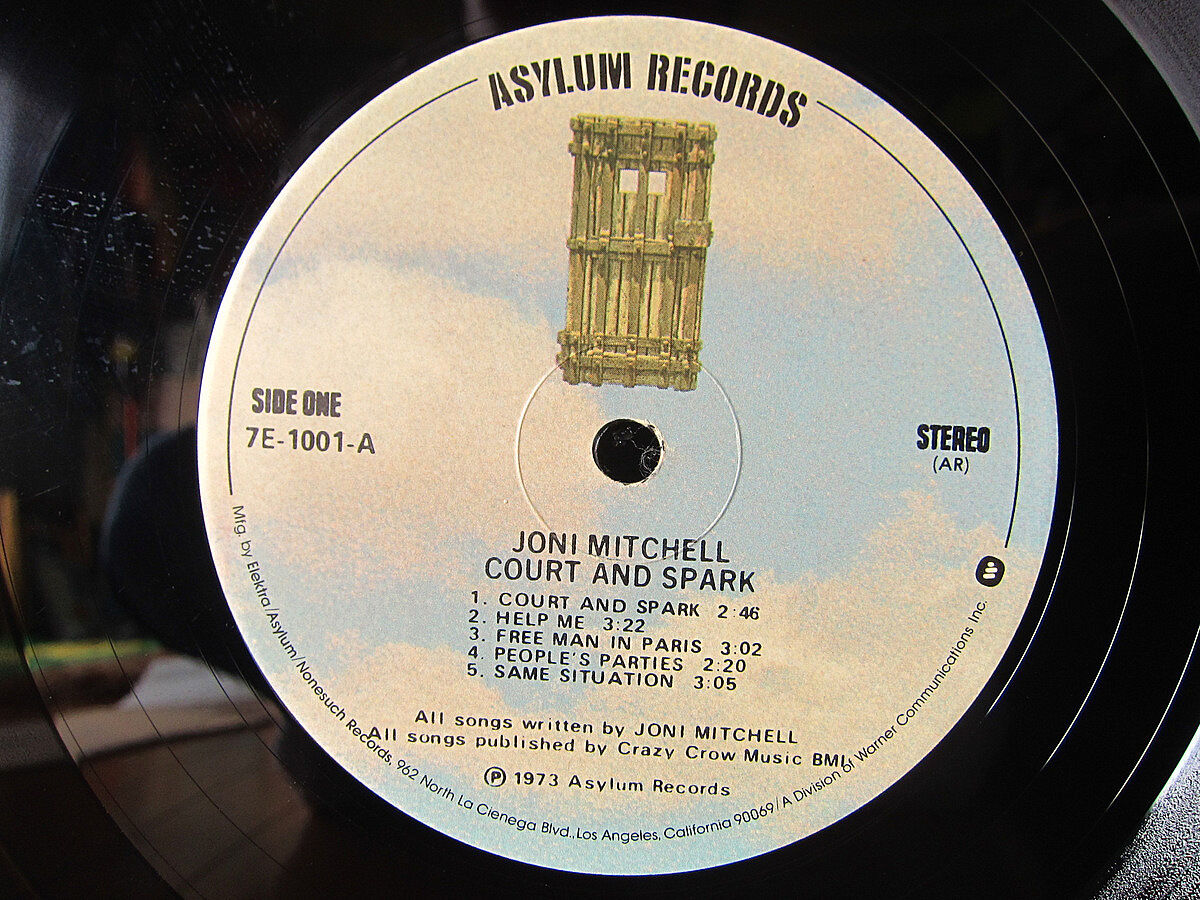 ASYLUM RECORDS
SIDE ONE
7E-1001-A
STEREO
(AR)
JONI MITCHELL
COURT AND SPARK
1. COURT AND SPARK 2:46
2. HELP ME 3:22
3. FREE MAN IN PARIS 3:02
4. PEOPLE'S PARTIES 2:20
5. SAME SITUATION 3:05
All songs written by JONI MITCHELL
All songs published by Crazy Crow Music BMI
Ⓟ 1973 Asylum Records
Mfg. by Elektra/Asylum/Nonesuch Records, 962 North La Cienega Blvd., Los Angeles, California 90069/A Division of Warner Communications Inc.